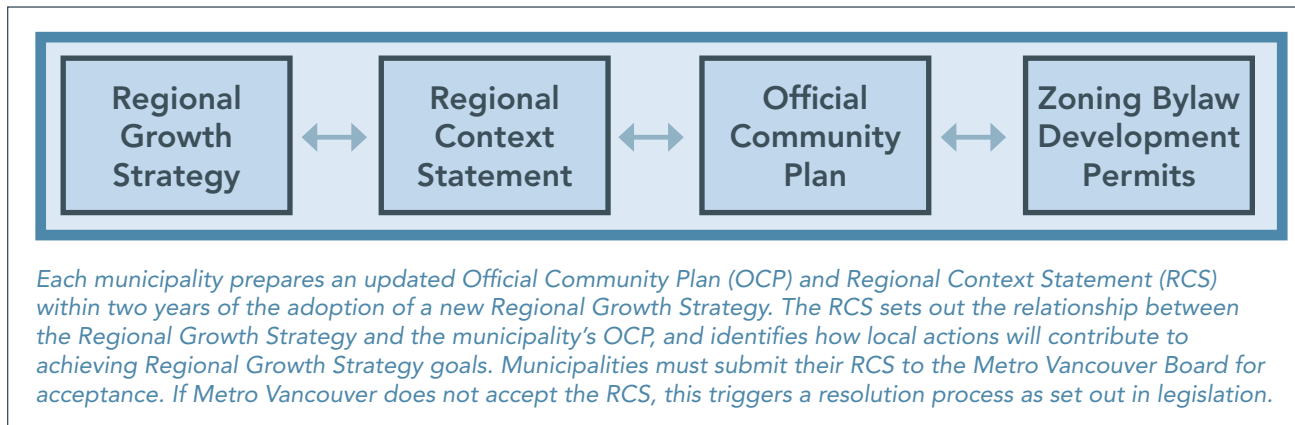 Regional
Growth
Strategy
Regional
Context
Statement
Official
Community
Plan
Zoning Bylaw
Development
Permits
Each municipality prepares an updated Official Community Plan (OCP) and Regional Context Statement (RCS)
within two years of the adoption of a new Regional Growth Strategy. The RCS sets out the relationship between
the Regional Growth Strategy and the municipality’s OCP, and identifies how local actions will contribute to
achieving Regional Growth Strategy goals. Municipalities must submit their RCS to the Metro Vancouver Board for
acceptance. If Metro Vancouver does not accept the RCS, this triggers a resolution process as set out in legislation.